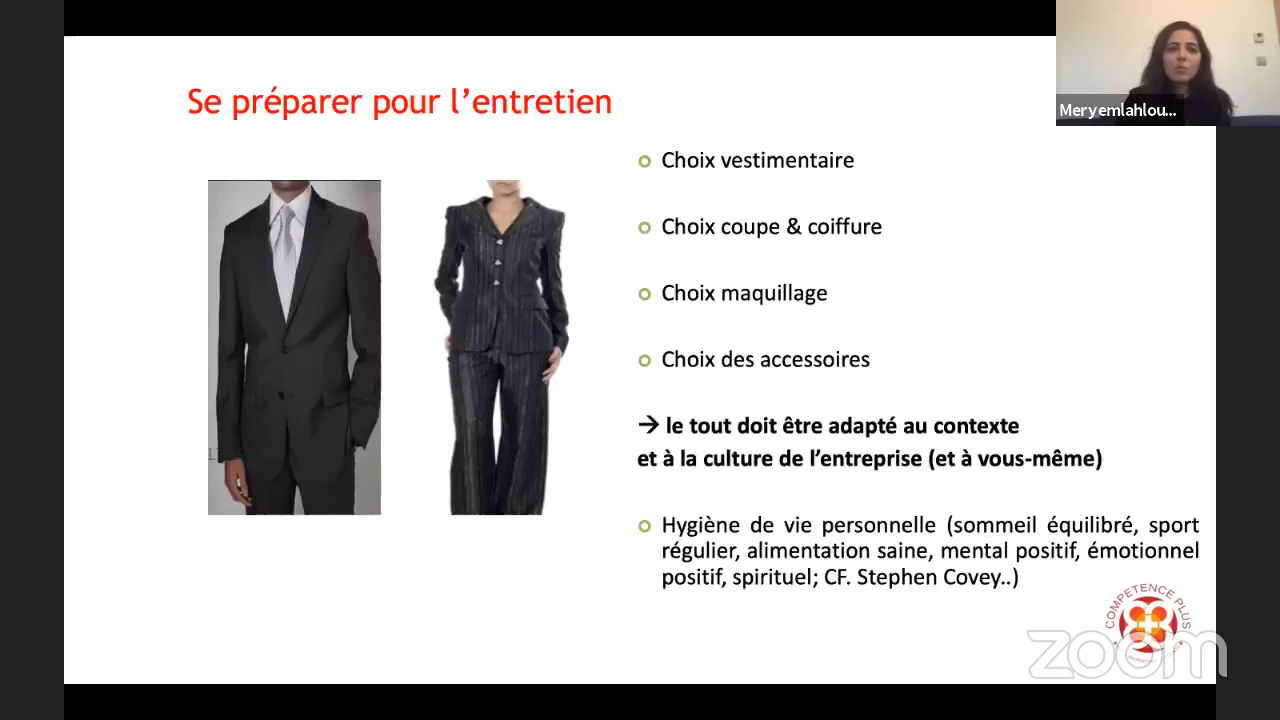 Se préparer pour l’entretien
Meryemlahlou...
Choix vestimentaire
Choix coupe & coiffure
Choix maquillage
Choix des accessoires
→ le tout doit être adapté au contexte
et à la culture de l’entreprise (et à vous-même)
Hygiène de vie personnelle (sommeil équilibré, sport
régulier, alimentation saine, mental positif, émotionnel
positif, spirituel; CF. Stephen Covey..)
COMPETENCE PLUS
zoom